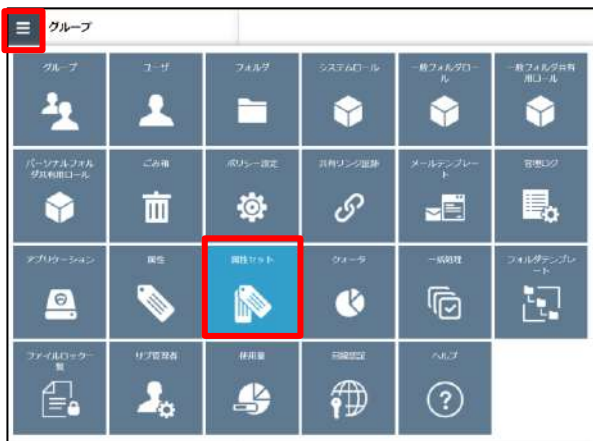 グループ
グループ
ユーザ
フォルダ
システムロール
一般フォルダロー
ル
一般フォルダ共有
用ロール
パーソナルフォル
ダ共有用ロール
ごみ箱
ポリシー設定
共有リンク証跡
メールテンプレー
ト
管理ログ
アプリケーション
属性
属性セット
クォータ
一括処理
フォルダテンプレ
ート
ファイルロック一
覧
サブ管理者
使用量
回線認証
ヘルプ